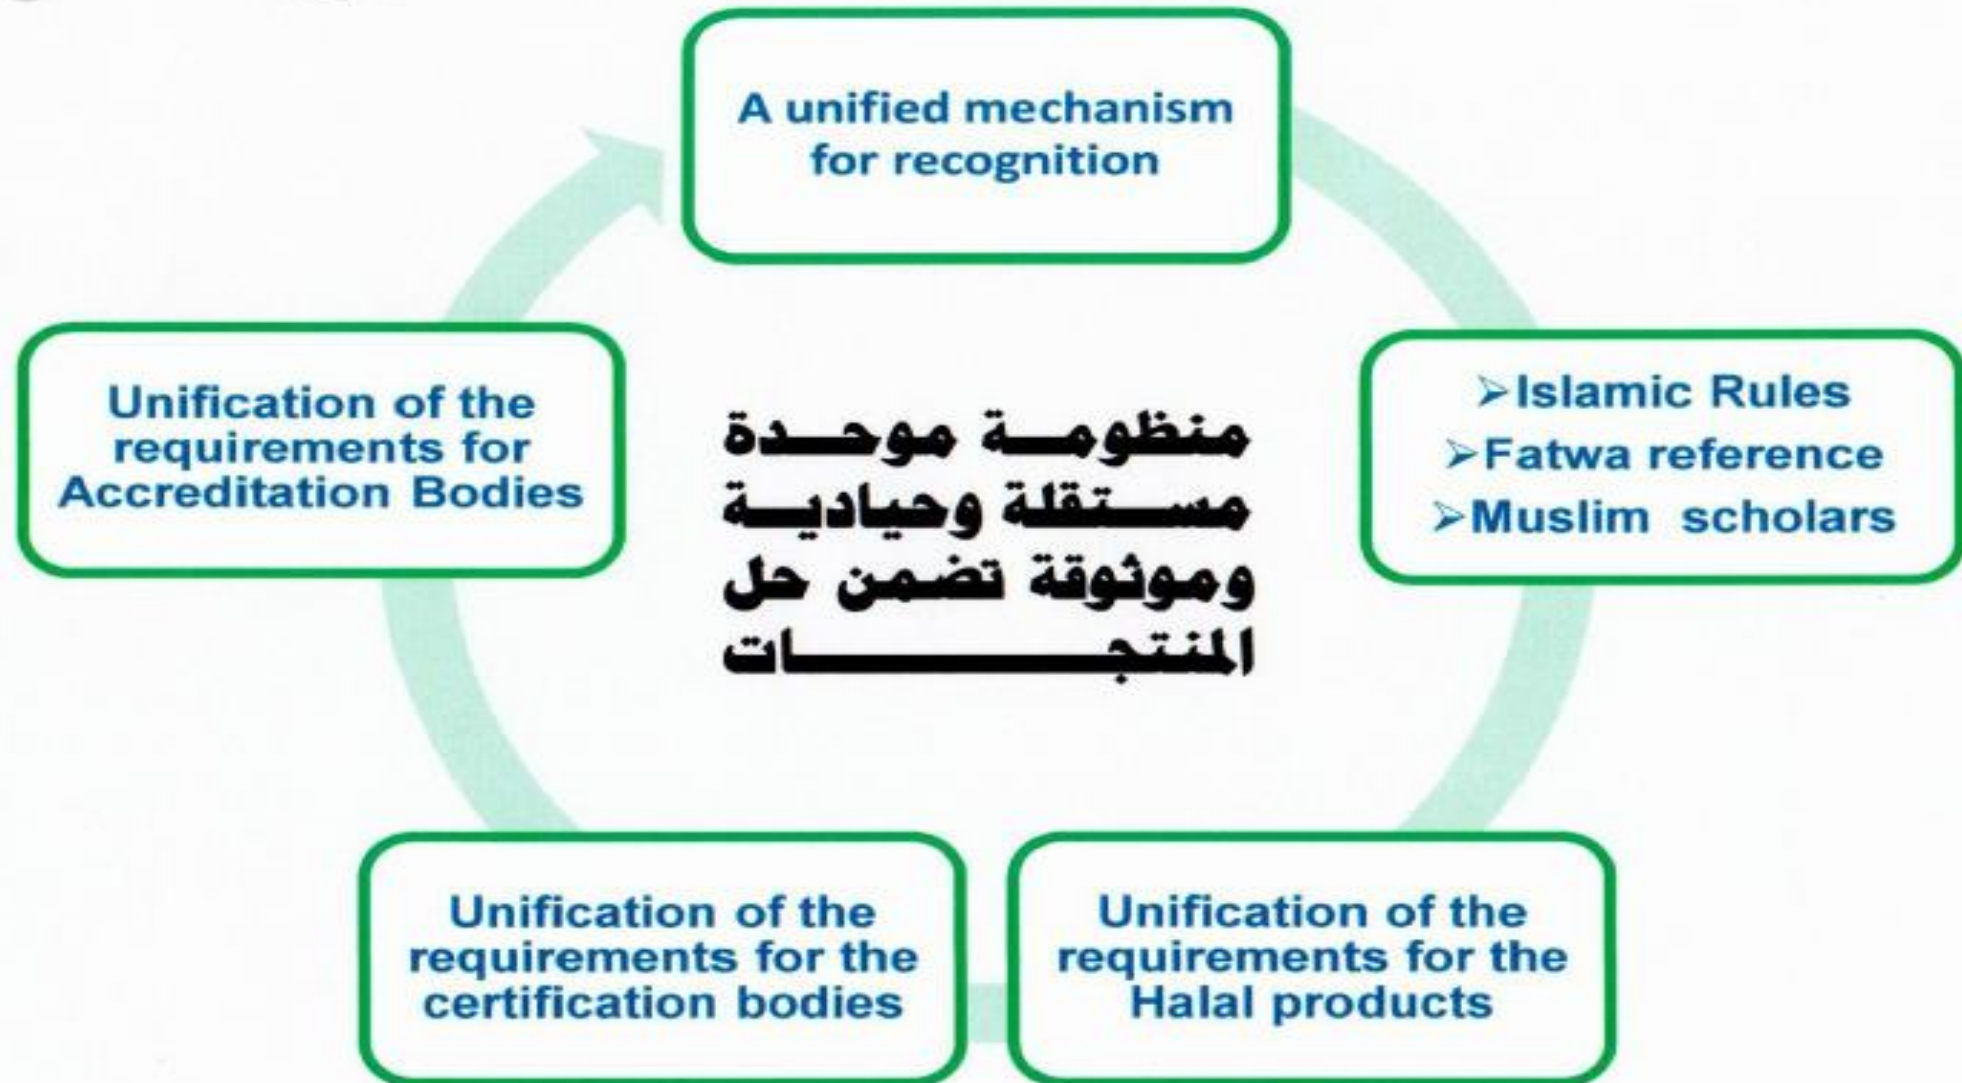 A unified mechanism
for recognition
➢Islamic Rules
➢Fatwa reference
➢Muslim scholars
Unification of the
requirements for the
Halal products
Unification of the
requirements for the
certification bodies
Unification of the
requirements for
Accreditation Bodies
منظومة موحدة
مستقلة وحيادية
وموثوقة تضمن حل
المنتجات